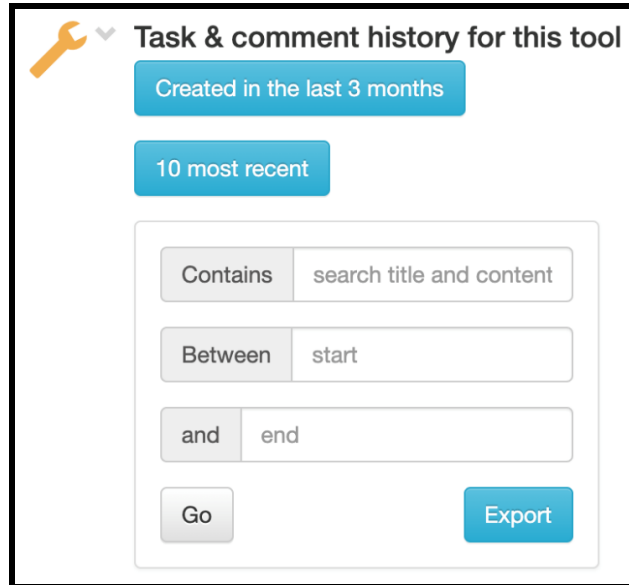 Task & comment history for this tool
Created in the last 3 months
10 most recent
Contains search title and content
Between start
and end
Go Export